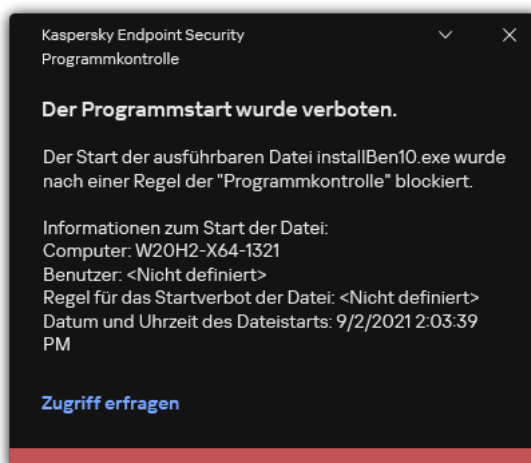 Kaspersky Endpoint Security
Programmkontrolle
Der Programmstart wurde verboten.
Der Start der ausführbaren Datei installBen10.exe wurde
nach einer Regel der "Programmkontrolle" blockiert.
Informationen zum Start der Datei:
Computer: W20H2-X64-1321
Benutzer: <Nicht definiert>
Regel für das Startverbot der Datei: <Nicht definiert>
Datum und Uhrzeit des Dateistarts: 9/2/2021 2:03:39
PM
Zugriff erfragen